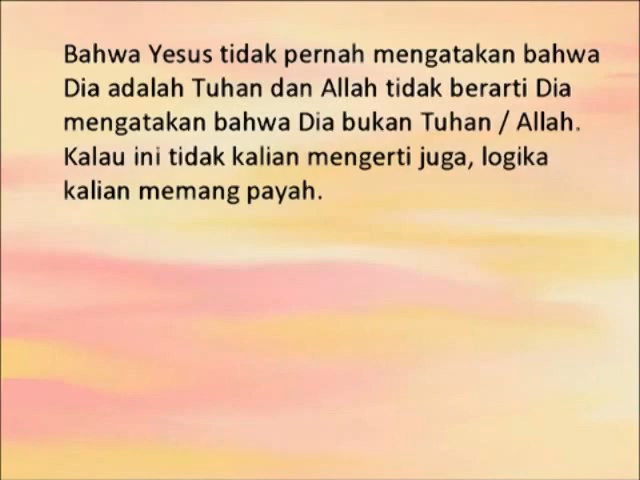 Bahwa Yesus tidak pernah mengatakan bahwa
Dia adalah Tuhan dan Allah tidak berarti Dia
mengatakan bahwa Dia bukan Tuhan / Allah.
Kalau ini tidak kalian mengerti juga, logika
kalian memang payah.